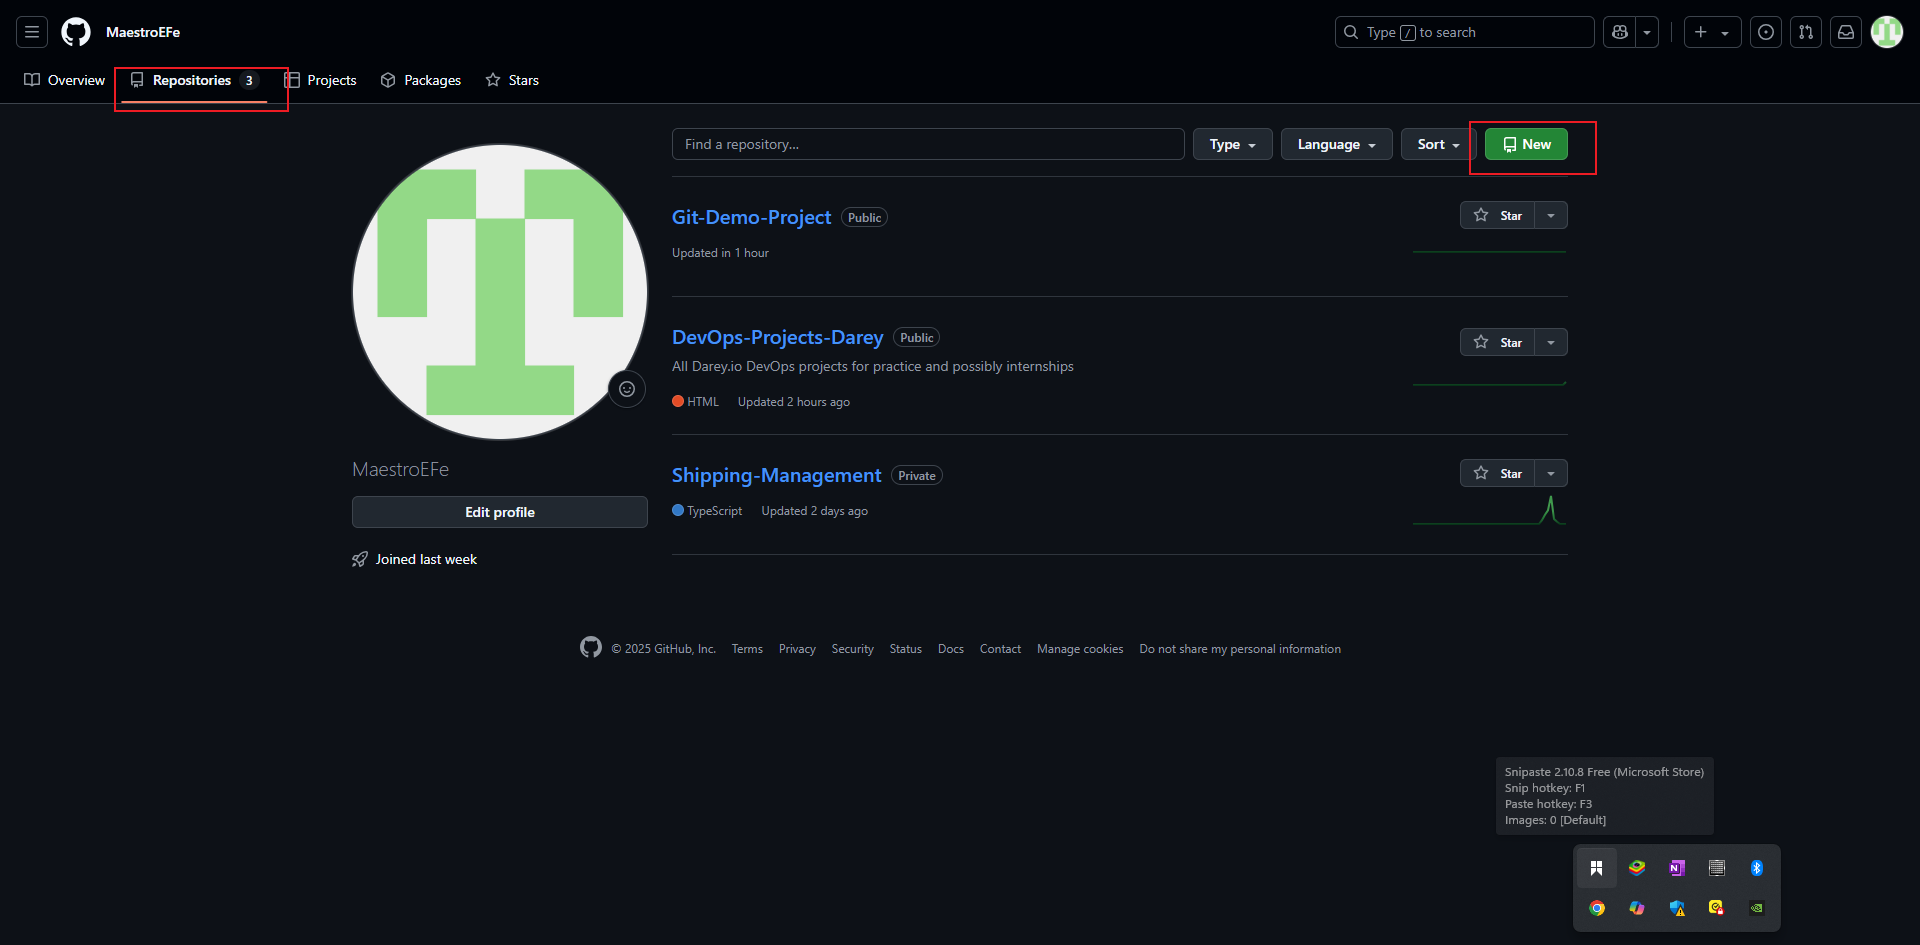 MaestroEFe
Type / to search
Overview
Repositories 3
Projects
Packages
Stars
Find a repository...
Type
Language
Sort
New
Git-Demo-Project Public
Star
Updated in 1 hour
DevOps-Projects-Darey Public
Star
All Darey.io DevOps projects for practice and possibly internships
HTML Updated 2 hours ago
Shipping-Management Private
Star
TypeScript Updated 2 days ago
MaestroEFe
Edit profile
Joined last week
© 2025 GitHub, Inc. Terms Privacy Security Status Docs Contact Manage cookies Do not share my personal information
Snipaste 2.10.8 Free (Microsoft Store)
Snip hotkey: F1
Paste hotkey: F3
Images: 0 [Default]
N